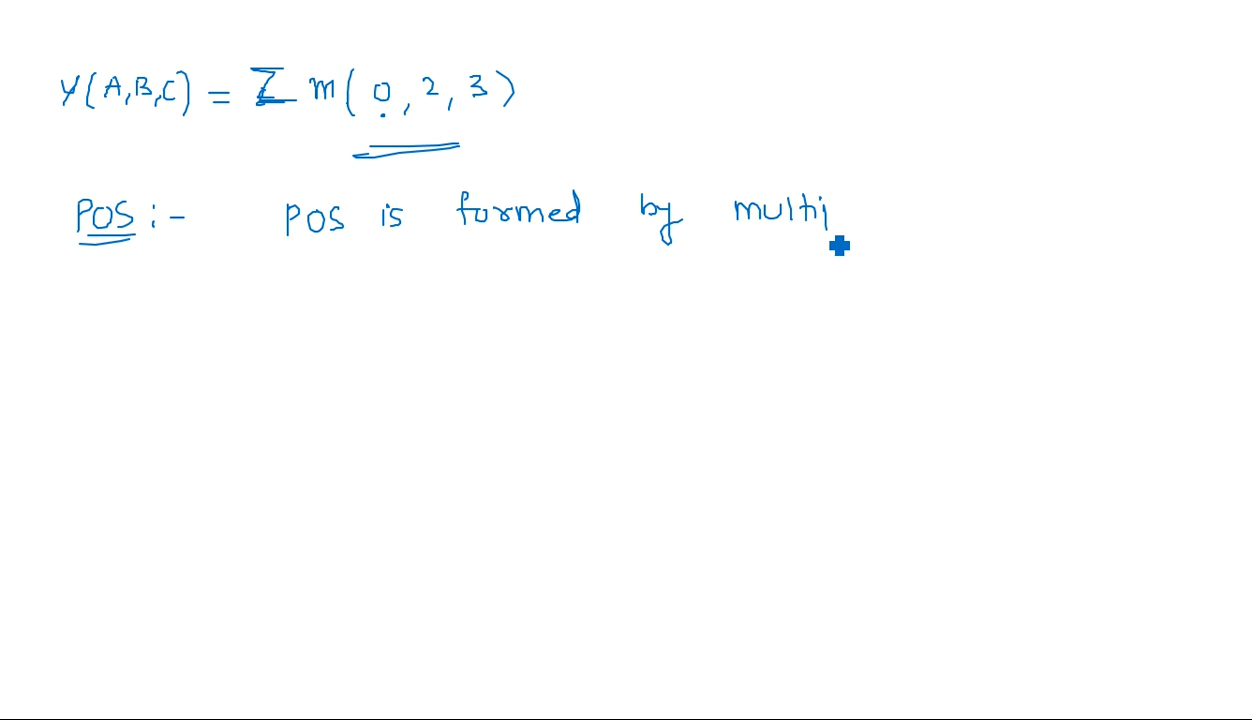 Y(A,B,C) = Σ m(0,2,3)
POS :- POS is formed by multi